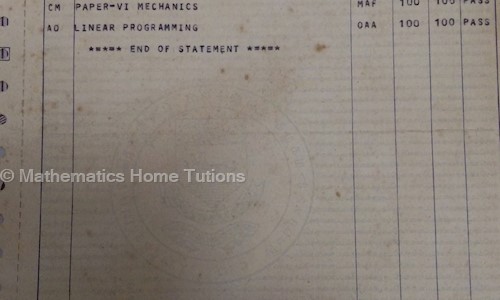 CM PAPER-VI MECHANICS MAF 100 100 PASS
AO LINEAR PROGRAMMING OAA 100 100 PASS
**=** END OF STATEMENT **=**
© Mathematics Home Tutions